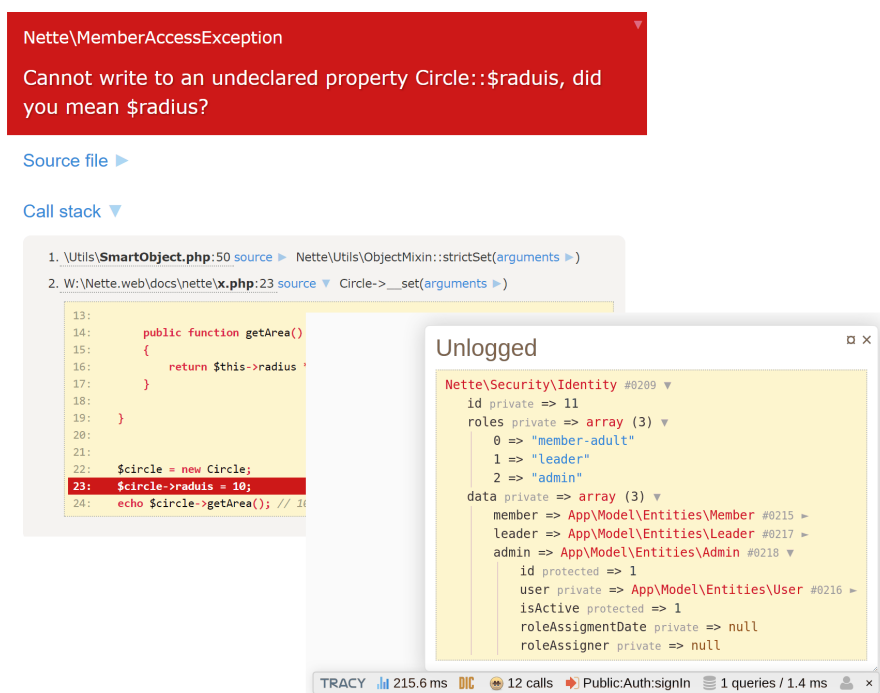 Nette\MemberAccessException
Cannot write to an undeclared property Circle::$raduis, did
you mean $radius?
Source file ▶
Call stack ▼
1. \Utils\SmartObject.php:50 source ▶ Nette\Utils\ObjectMixin::strictSet(arguments ▶)
2. W:\Nette.web\docs\nette\x.php:23 source ▼ Circle->__set(arguments ▶)
13:
14: public function getArea()
15: {
16: return $this->radius *
17: }
18:
19: }
20:
21:
22: $circle = new Circle;
23: $circle->raduis = 10;
24: echo $circle->getArea(); // 10
Unlogged
Nette\Security\Identity #0209 ▼
id private => 11
roles private => array (3) ▼
0 => "member-adult"
1 => "leader"
2 => "admin"
data private => array (3) ▼
member => App\Model\Entities\Member #0215 ►
leader => App\Model\Entities\Leader #0217 ►
admin => App\Model\Entities\Admin #0218 ▼
id protected => 1
user private => App\Model\Entities\User #0216 ►
isActive protected => 1
roleAssigmentDate private => null
roleAssigner private => null
TRACY 215.6 ms DIC 12 calls Public:Auth:signIn 1 queries / 1.4 ms ×